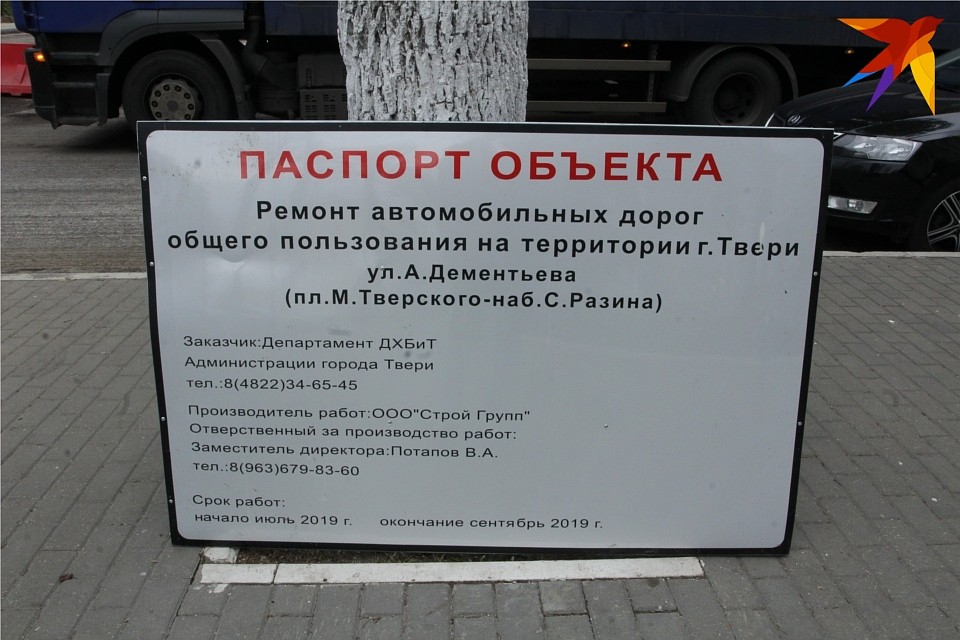 ПАСПОРТ ОБЪЕКТА
Ремонт автомобильных дорог
общего пользования на территории г.Твери
ул.А.Дементьева
(пл.М.Тверского-наб.С.Разина)
Заказчик:Департамент ДХБиТ
Администрации города Твери
тел.:8(4822)34-65-45
Производитель работ:ООО"Строй Групп"
Отверственный за производство работ:
Заместитель директора:Потапов В.А.
тел.:8(963)679-83-60
Срок работ:
начало июль 2019 г. окончание сентябрь 2019 г.